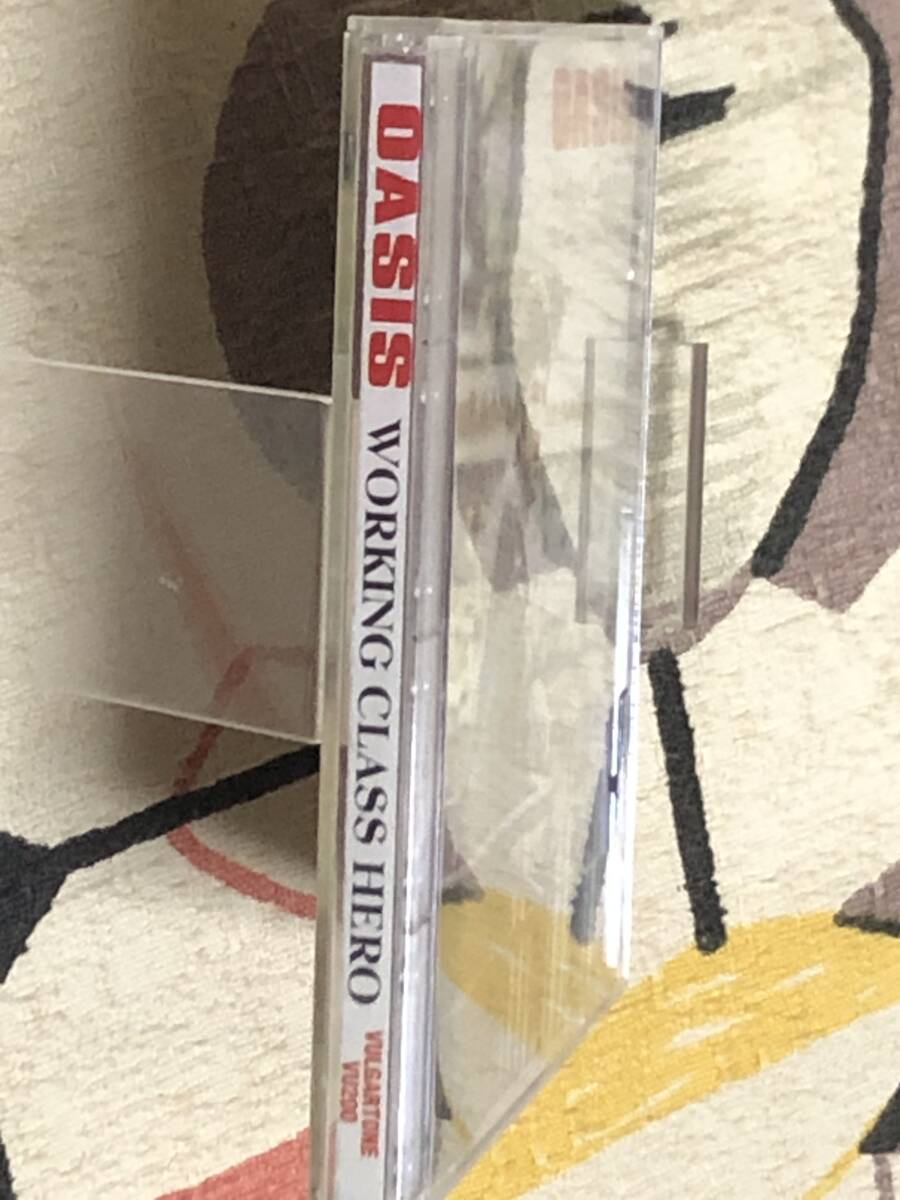 OASIS WORKING CLASS HERO
VULGARTONE
VU200